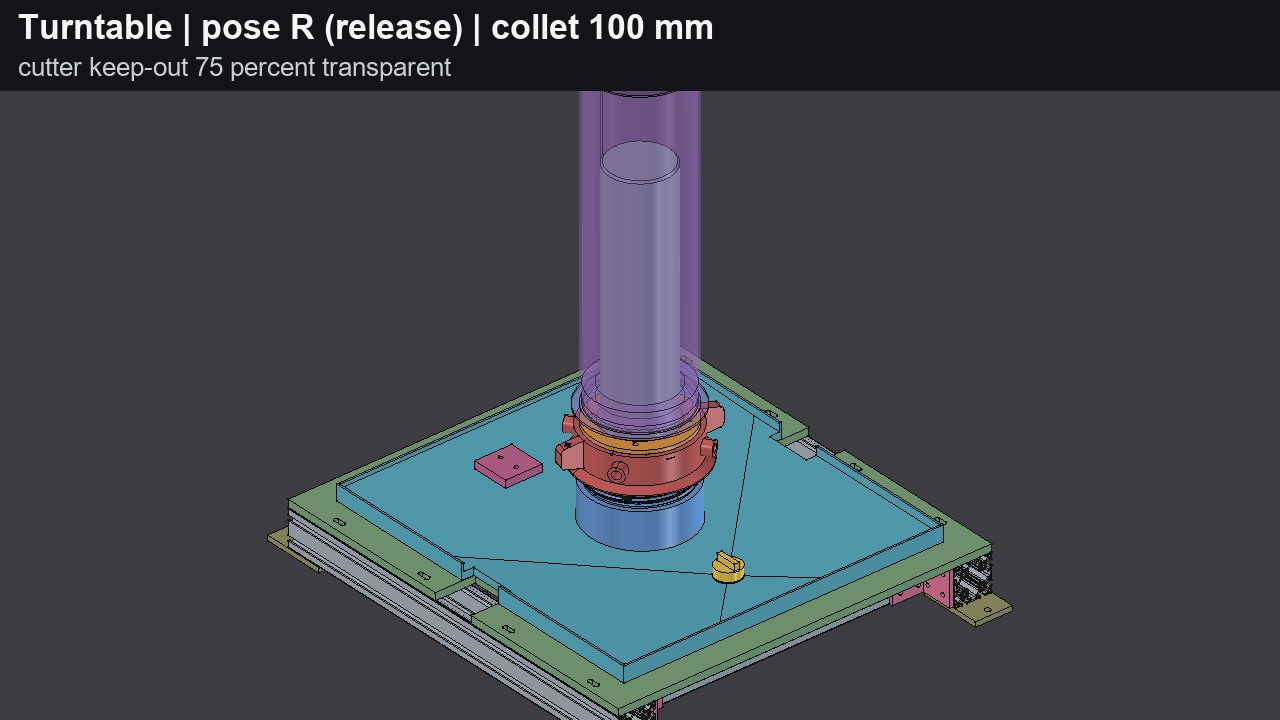 Turntable | pose R (release) | collet 100 mm
cutter keep-out 75 percent transparent